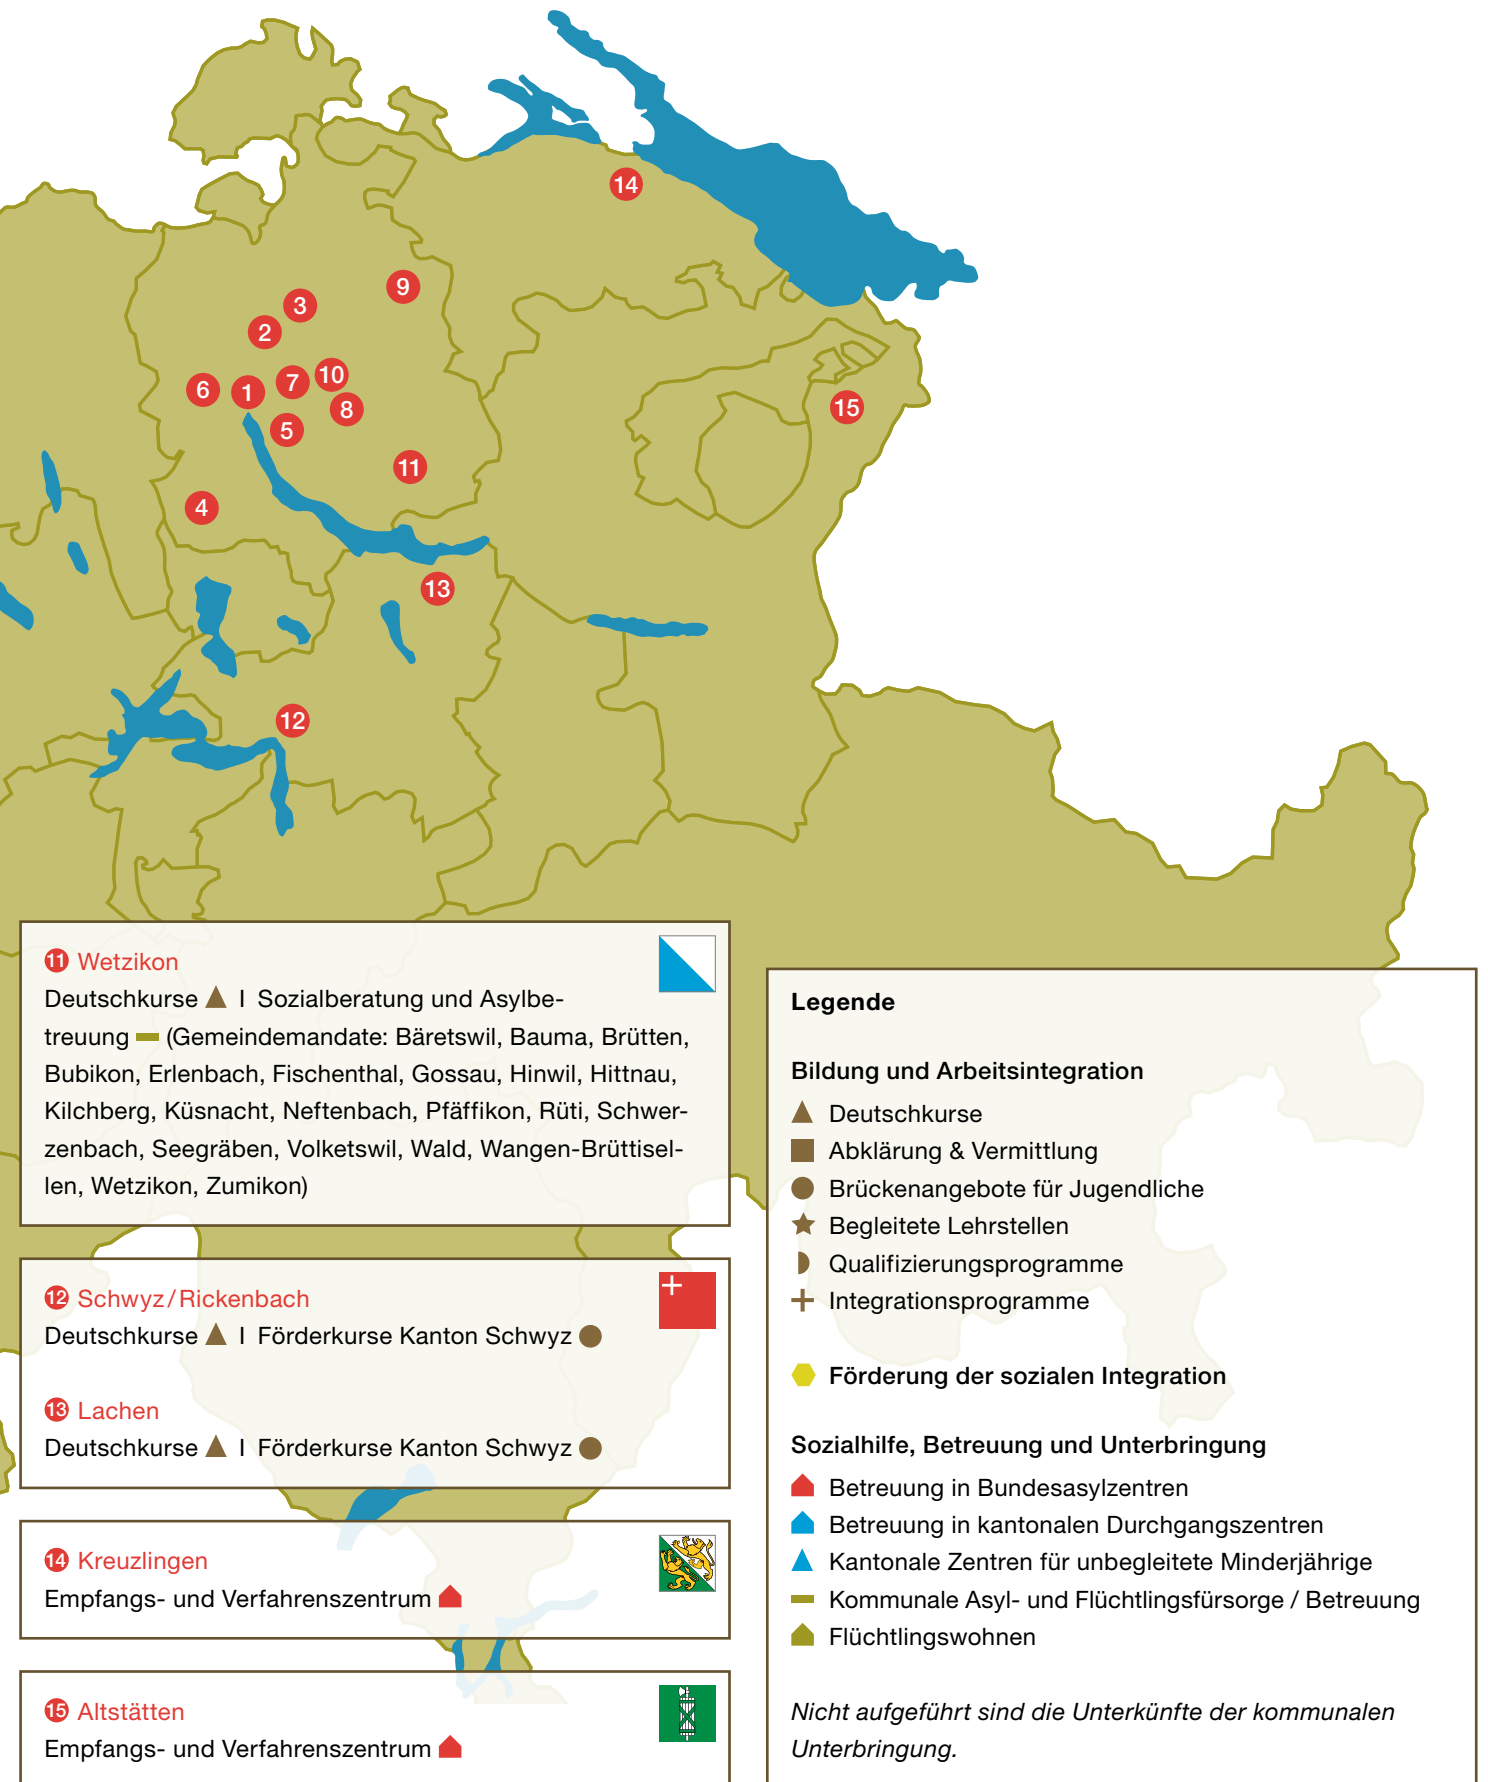 14
9
3
2
10
7
6
1
8
15
5
11
4
13
12
11 Wetzikon
Deutschkurse I Sozialberatung und Asylbe-
treuung (Gemeindemandate: Bäretswil, Bauma, Brütten,
Bubikon, Erlenbach, Fischenthal, Gossau, Hinwil, Hittnau,
Kilchberg, Küsnacht, Neftenbach, Pfäffikon, Rüti, Schwer-
zenbach, Seegräben, Volketswil, Wald, Wangen-Brüttisel-
len, Wetzikon, Zumikon)
12 Schwyz/Rickenbach
Deutschkurse I Förderkurse Kanton Schwyz
13 Lachen
Deutschkurse I Förderkurse Kanton Schwyz
14 Kreuzlingen
Empfangs- und Verfahrenszentrum
15 Altstätten
Empfangs- und Verfahrenszentrum
Legende
Bildung und Arbeitsintegration
Deutschkurse
Abklärung & Vermittlung
Brückenangebote für Jugendliche
Begleitete Lehrstellen
Qualifizierungsprogramme
Integrationsprogramme
Förderung der sozialen Integration
Sozialhilfe, Betreuung und Unterbringung
Betreuung in Bundesasylzentren
Betreuung in kantonalen Durchgangszentren
Kantonale Zentren für unbegleitete Minderjährige
Kommunale Asyl- und Flüchtlingsfürsorge / Betreuung
Flüchtlingswohnen
Nicht aufgeführt sind die Unterkünfte der kommunalen
Unterbringung.